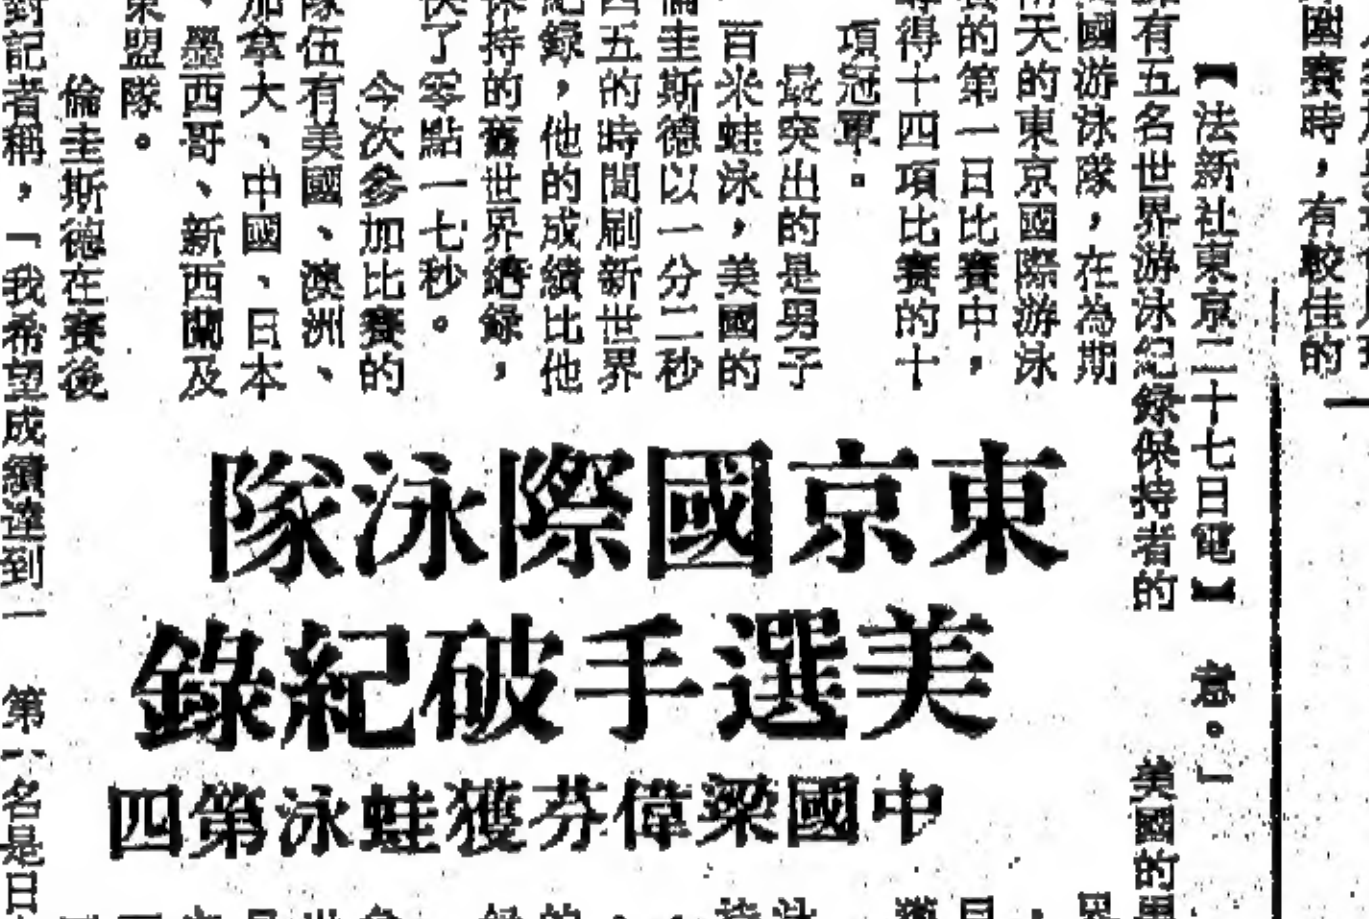 東京國際泳隊
美選手破紀錄
中國梁偉芬獲蛙泳第四
圍賽時，有較佳的
【法新社東京二十七日電】
有五名世界游泳紀錄保持者的
國游泳隊，在為期
天的東京國際游泳
的第一日比賽中，
得十四項比賽的十
項冠軍。
最突出的是男子
百米蛙泳，美國的
圭斯德以一分二秒
四五的時間刷新世界
紀錄，他的成績比他
保持的舊世界紀錄，
快了零點一七秒。
今次參加比賽的
隊伍有美國、澳洲、
加拿大、中國、日本
、墨西哥、新西蘭及
東盟隊。
倫圭斯德在賽後
對記者稱，「我希望成績達到一
意。」
美國的
第一名是日